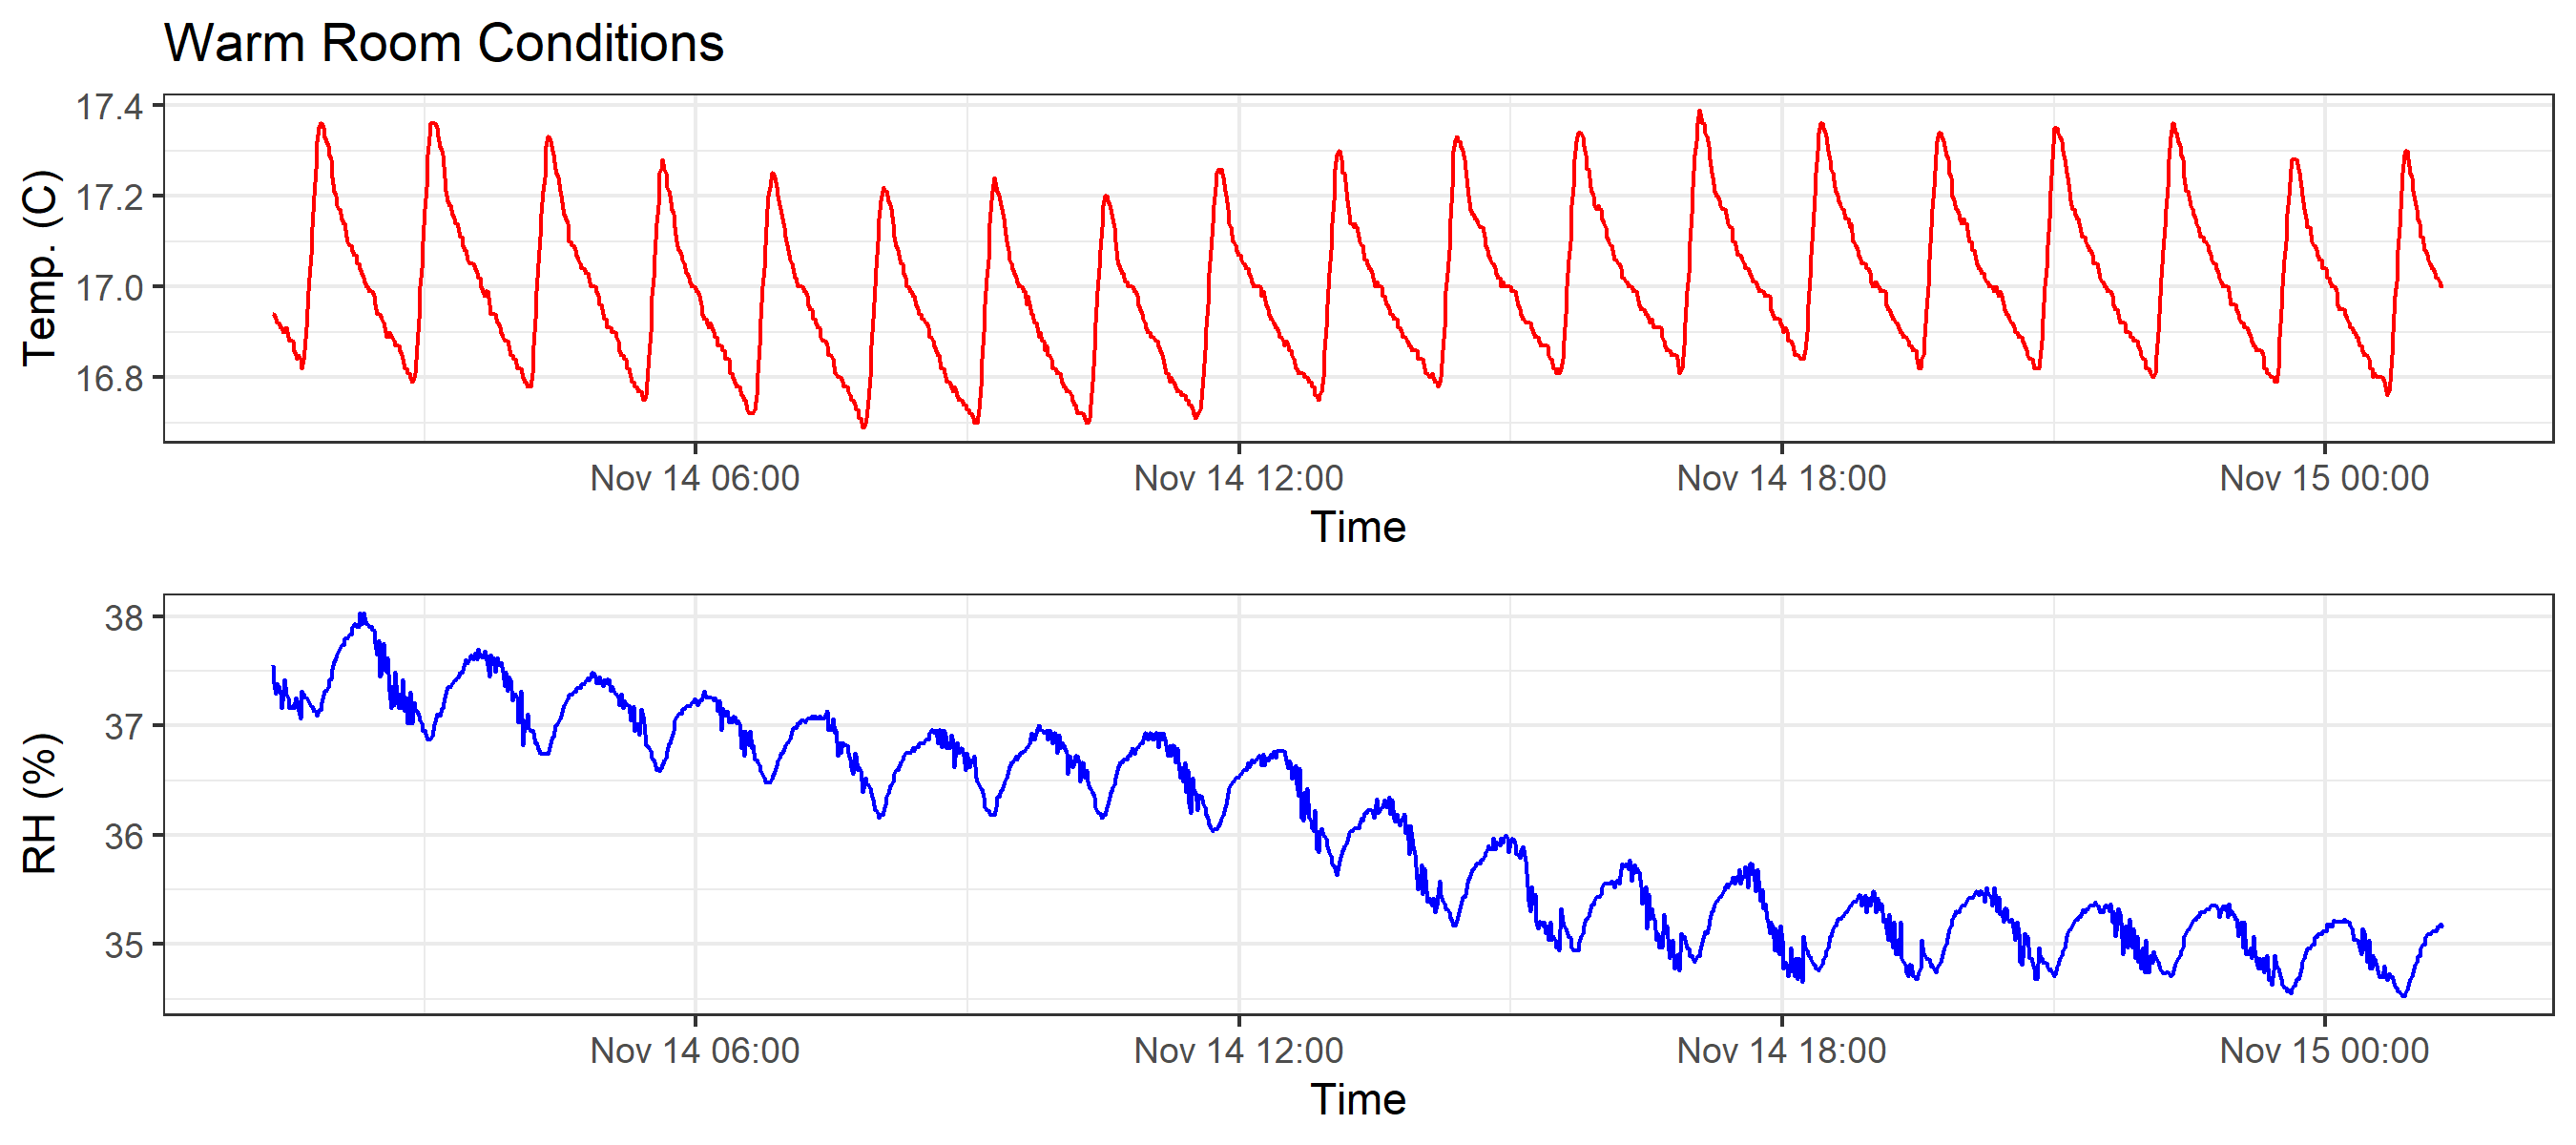 Warm Room Conditions
Temp. (C)
17.4
17.2
17.0
16.8
Nov 14 06:00 Nov 14 12:00 Nov 14 18:00 Nov 15 00:00
Time
RH (%)
38
37
36
35
Nov 14 06:00 Nov 14 12:00 Nov 14 18:00 Nov 15 00:00
Time